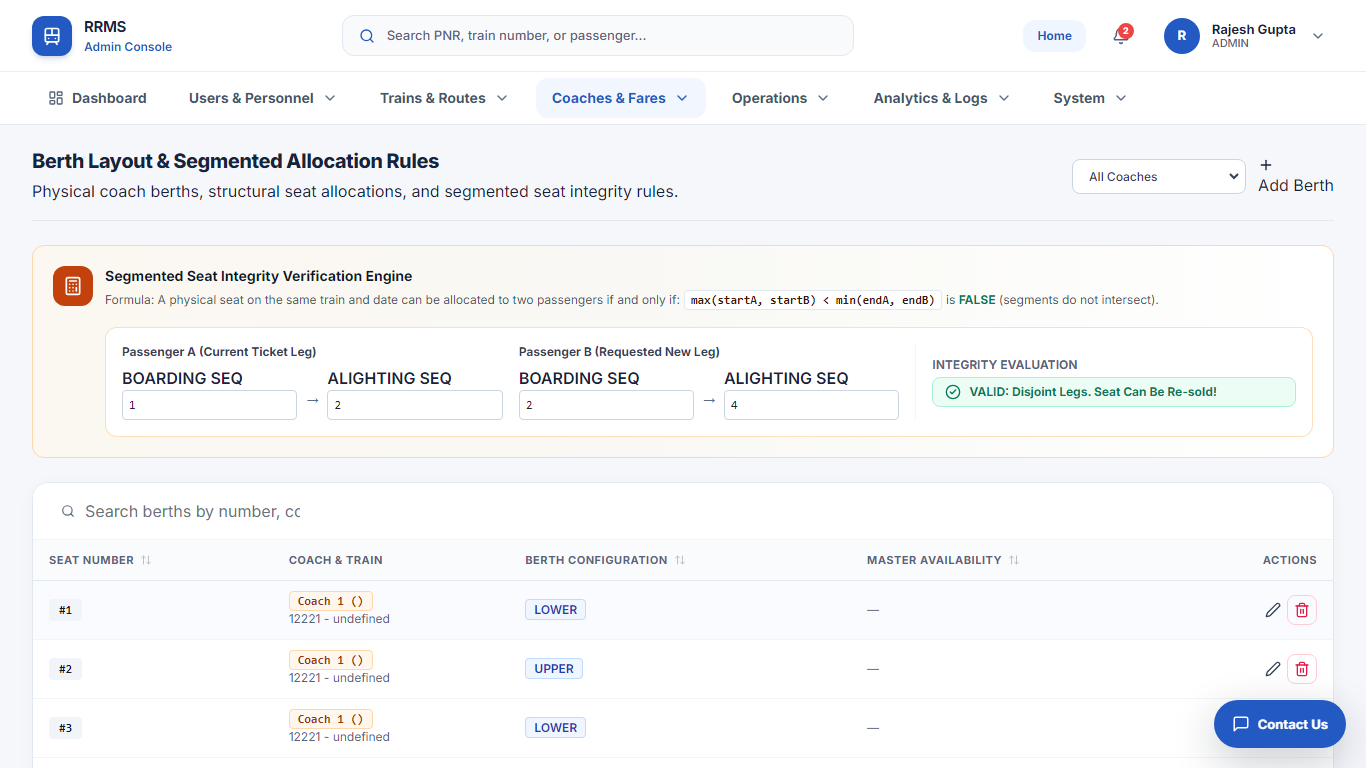 RRMS
Admin Console
Search PNR, train number, or passenger...
Home
2
R
Rajesh Gupta
ADMIN
Dashboard
Users & Personnel
Trains & Routes
Coaches & Fares
Operations
Analytics & Logs
System
Berth Layout & Segmented Allocation Rules
Physical coach berths, structural seat allocations, and segmented seat integrity rules.
All Coaches
+
Add Berth
Segmented Seat Integrity Verification Engine
Formula: A physical seat on the same train and date can be allocated to two passengers if and only if: max(startA, startB) < min(endA, endB) is FALSE (segments do not intersect).
Passenger A (Current Ticket Leg)
BOARDING SEQ
1
→
ALIGHTING SEQ
2
Passenger B (Requested New Leg)
BOARDING SEQ
2
→
ALIGHTING SEQ
4
INTEGRITY EVALUATION
VALID: Disjoint Legs. Seat Can Be Re-sold!
Search berths by number, cc
SEAT NUMBER COACH & TRAIN BERTH CONFIGURATION MASTER AVAILABILITY ACTIONS
#1 Coach 1 () LOWER —
12221 - undefined
#2 Coach 1 () UPPER —
12221 - undefined
#3 Coach 1 () LOWER —
12221 - undefined
Contact Us